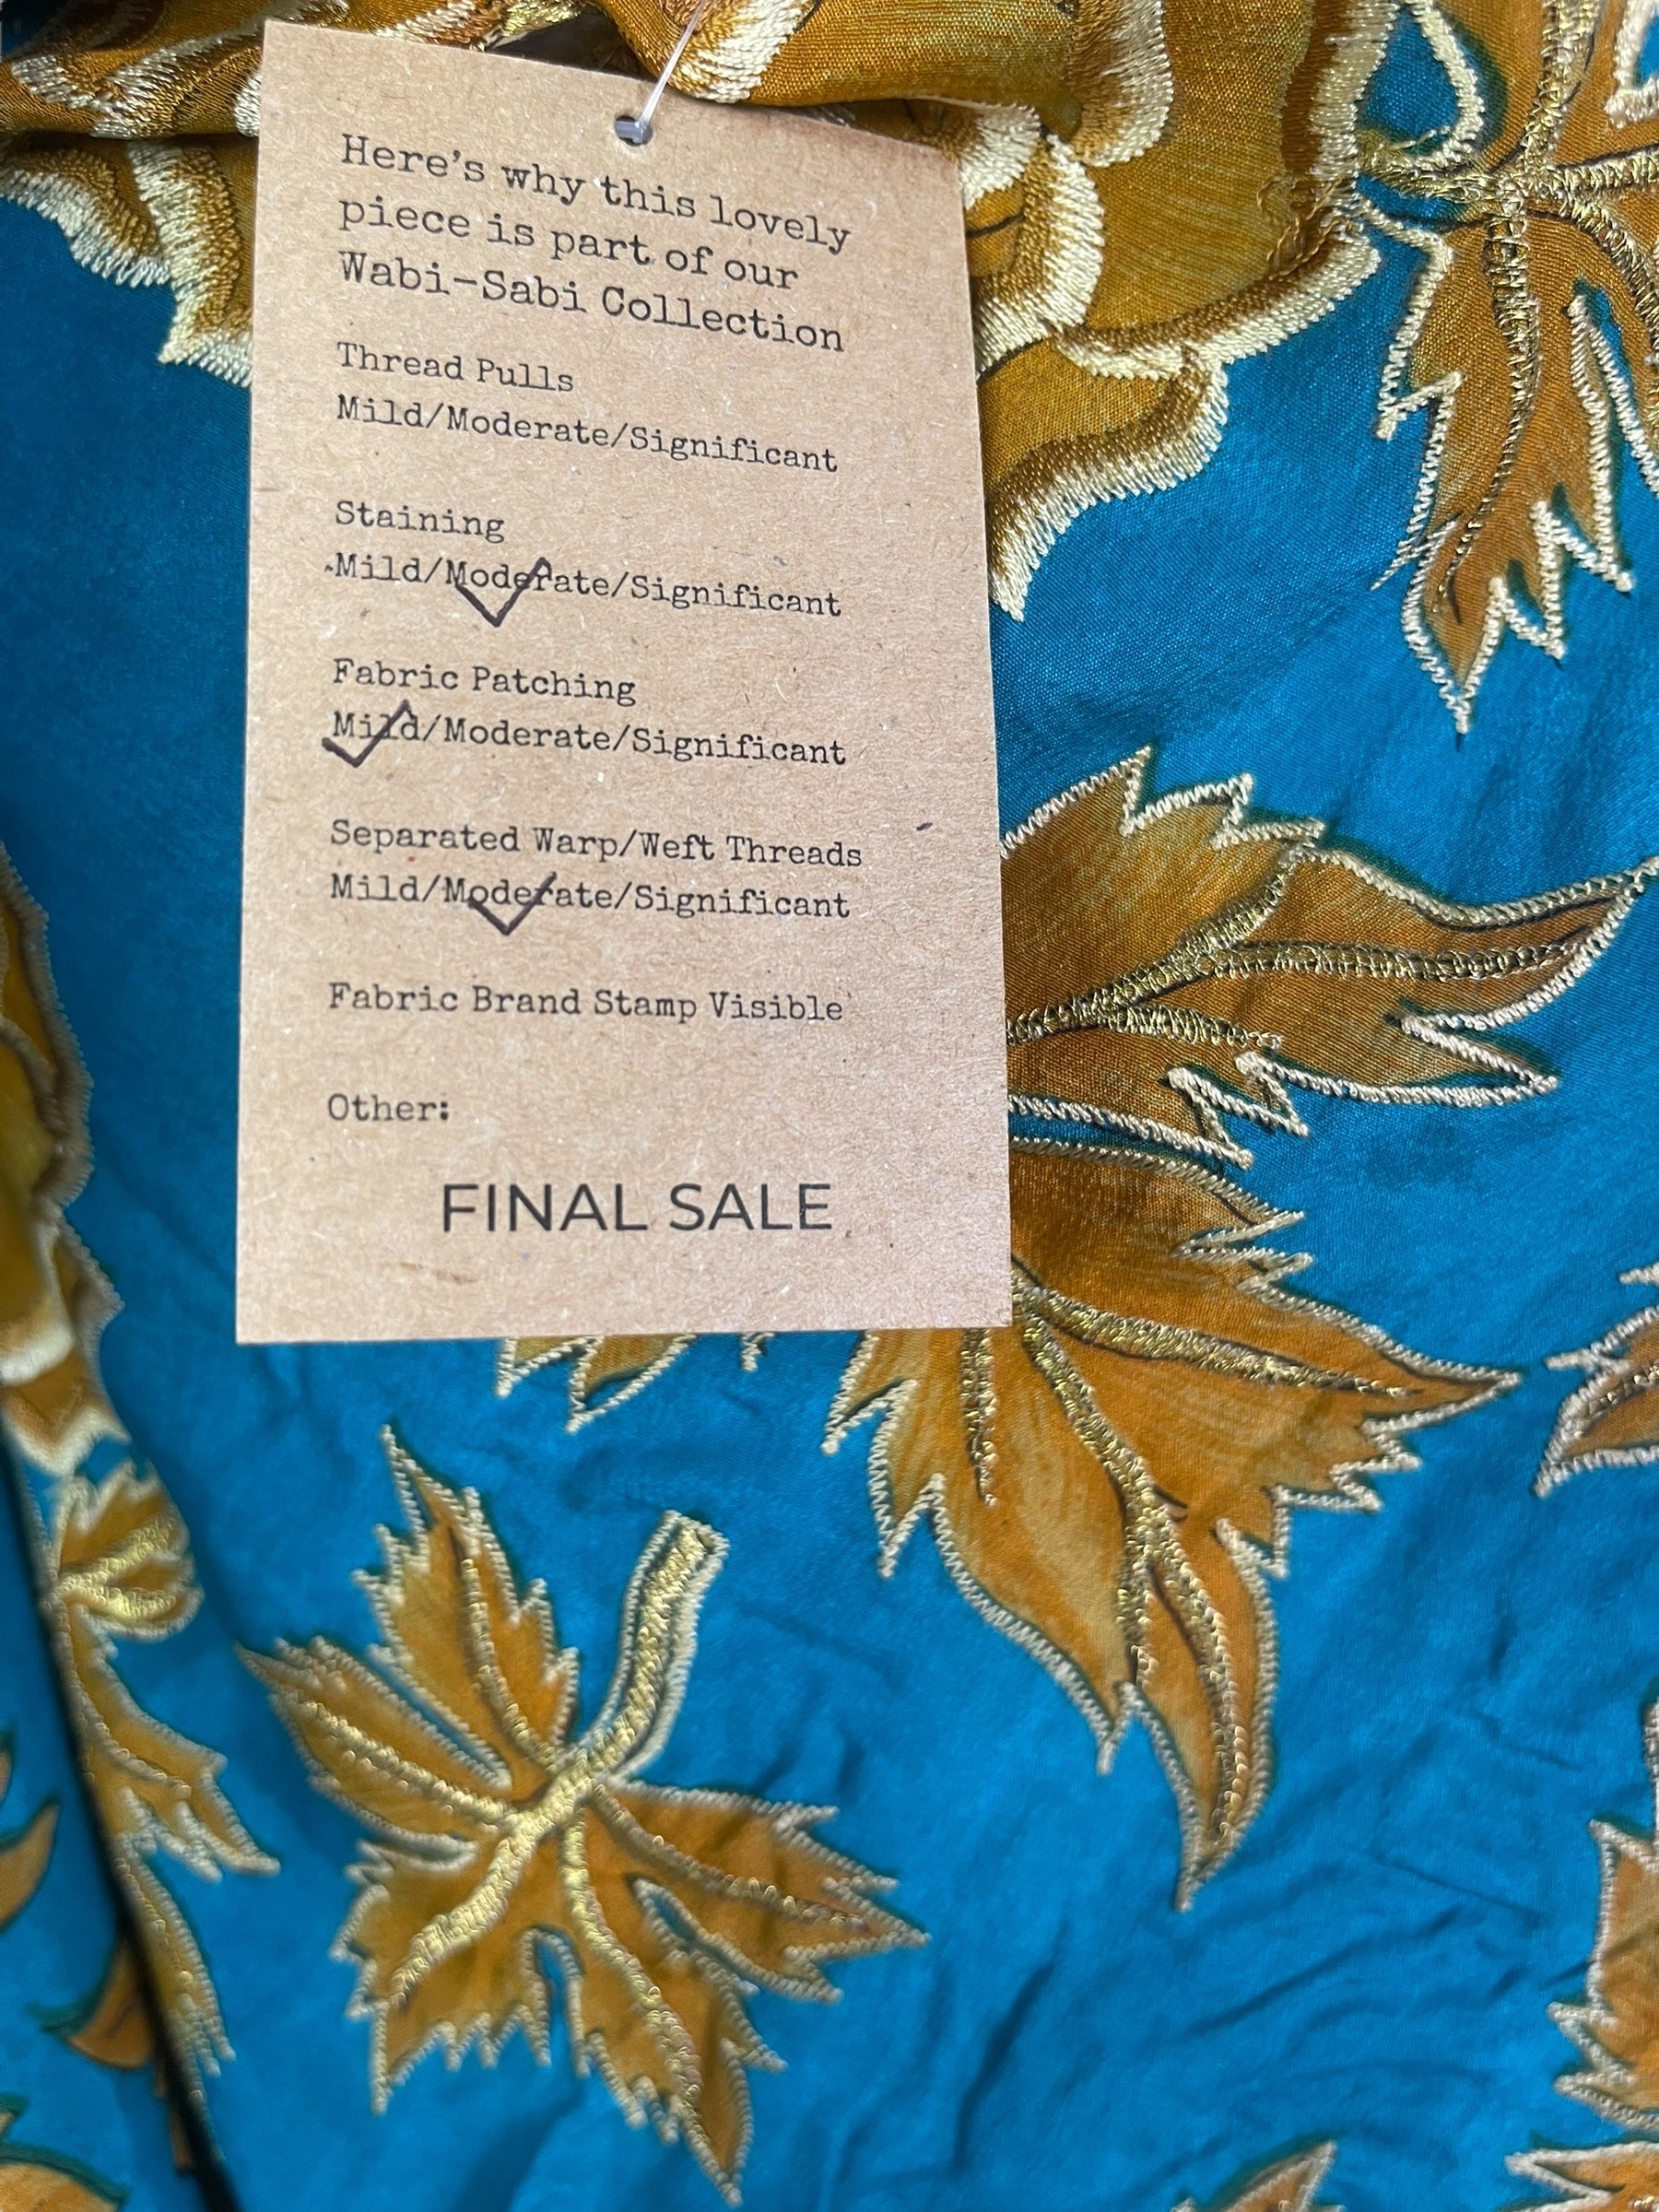 Here's why this lovely
piece is part of our
Wabi-Sabi Collection
Thread Pulls
Mild/Moderate/Significant
Staining
Mild/Moderate/Significant
Fabric Patching
Mild/Moderate/Significant
Separated Warp/Weft Threads
Mild/Moderate/Significant
Fabric Brand Stamp Visible
Other:
FINAL SALE